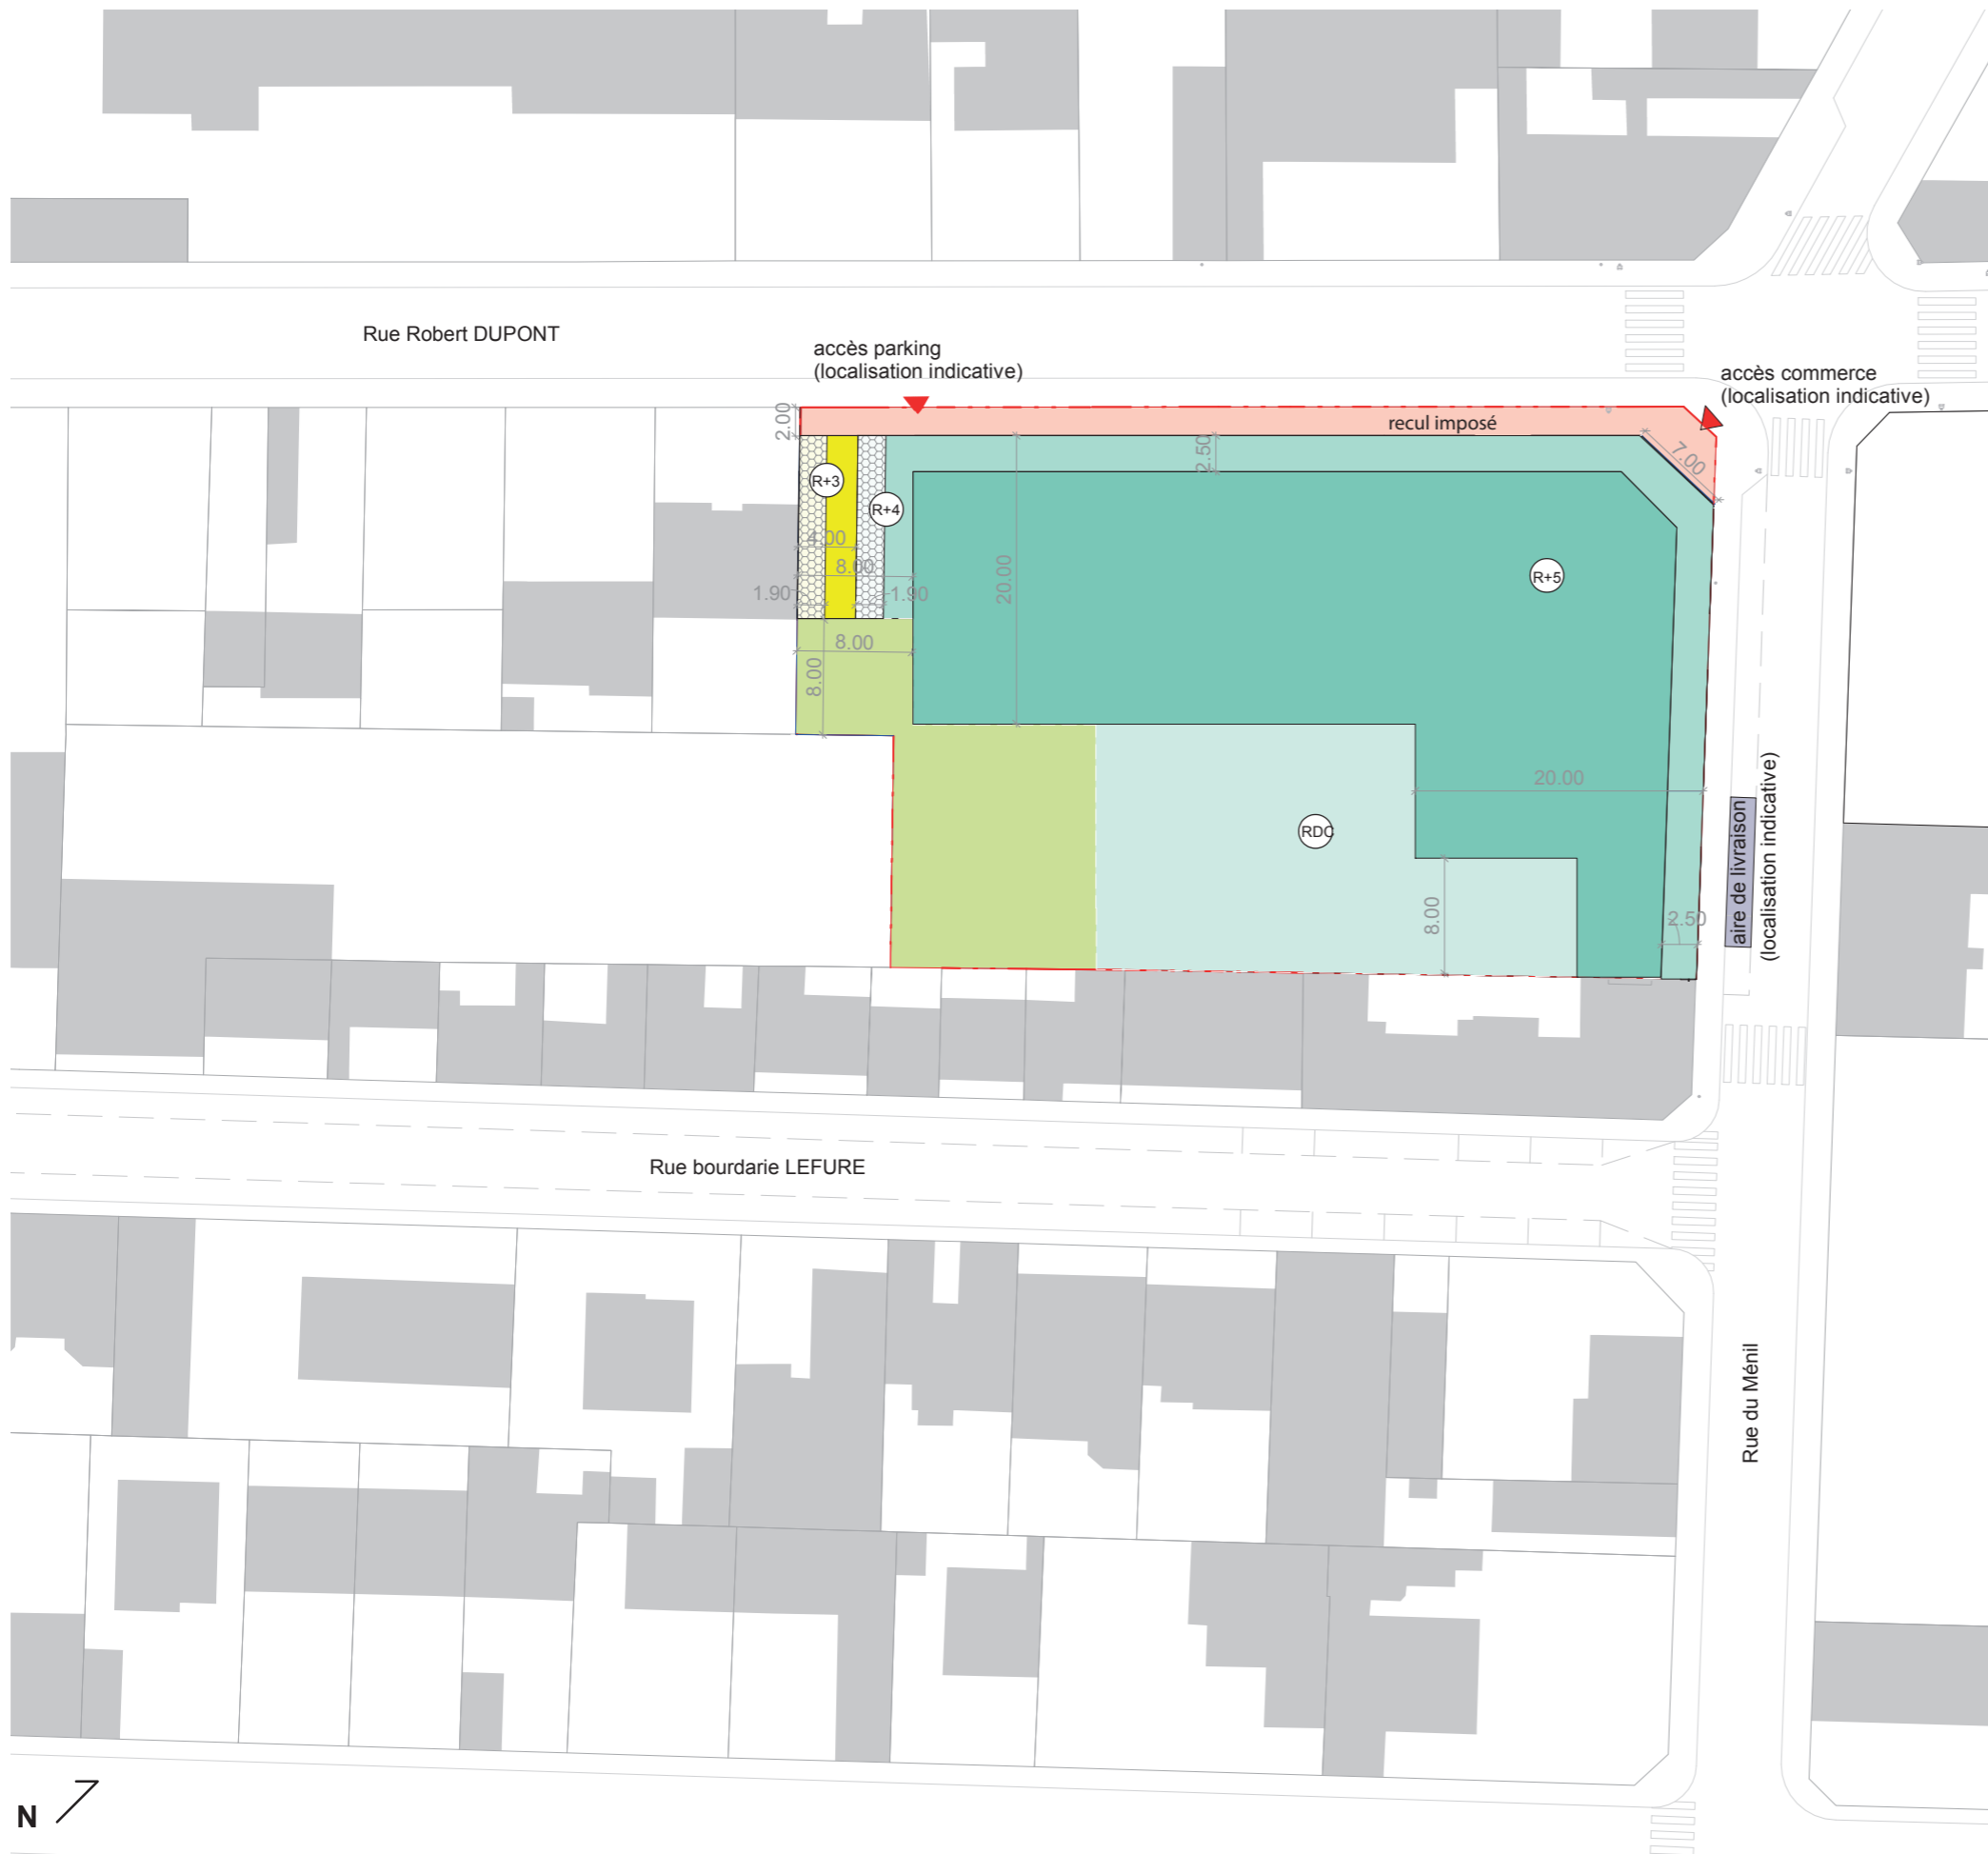 Rue Robert DUPONT
accès parking
(localisation indicative)
accès commerce
(localisation indicative)
2.00
recul imposé
7.00
2.50
R+3
R+4
4.00
8.00
1.90
1.90
20.00
R+5
8.00
8.00
20.00
RDC
8.00
2.50
aire de livraison
(localisation indicative)
Rue bourdarie LEFURE
Rue du Ménil
N